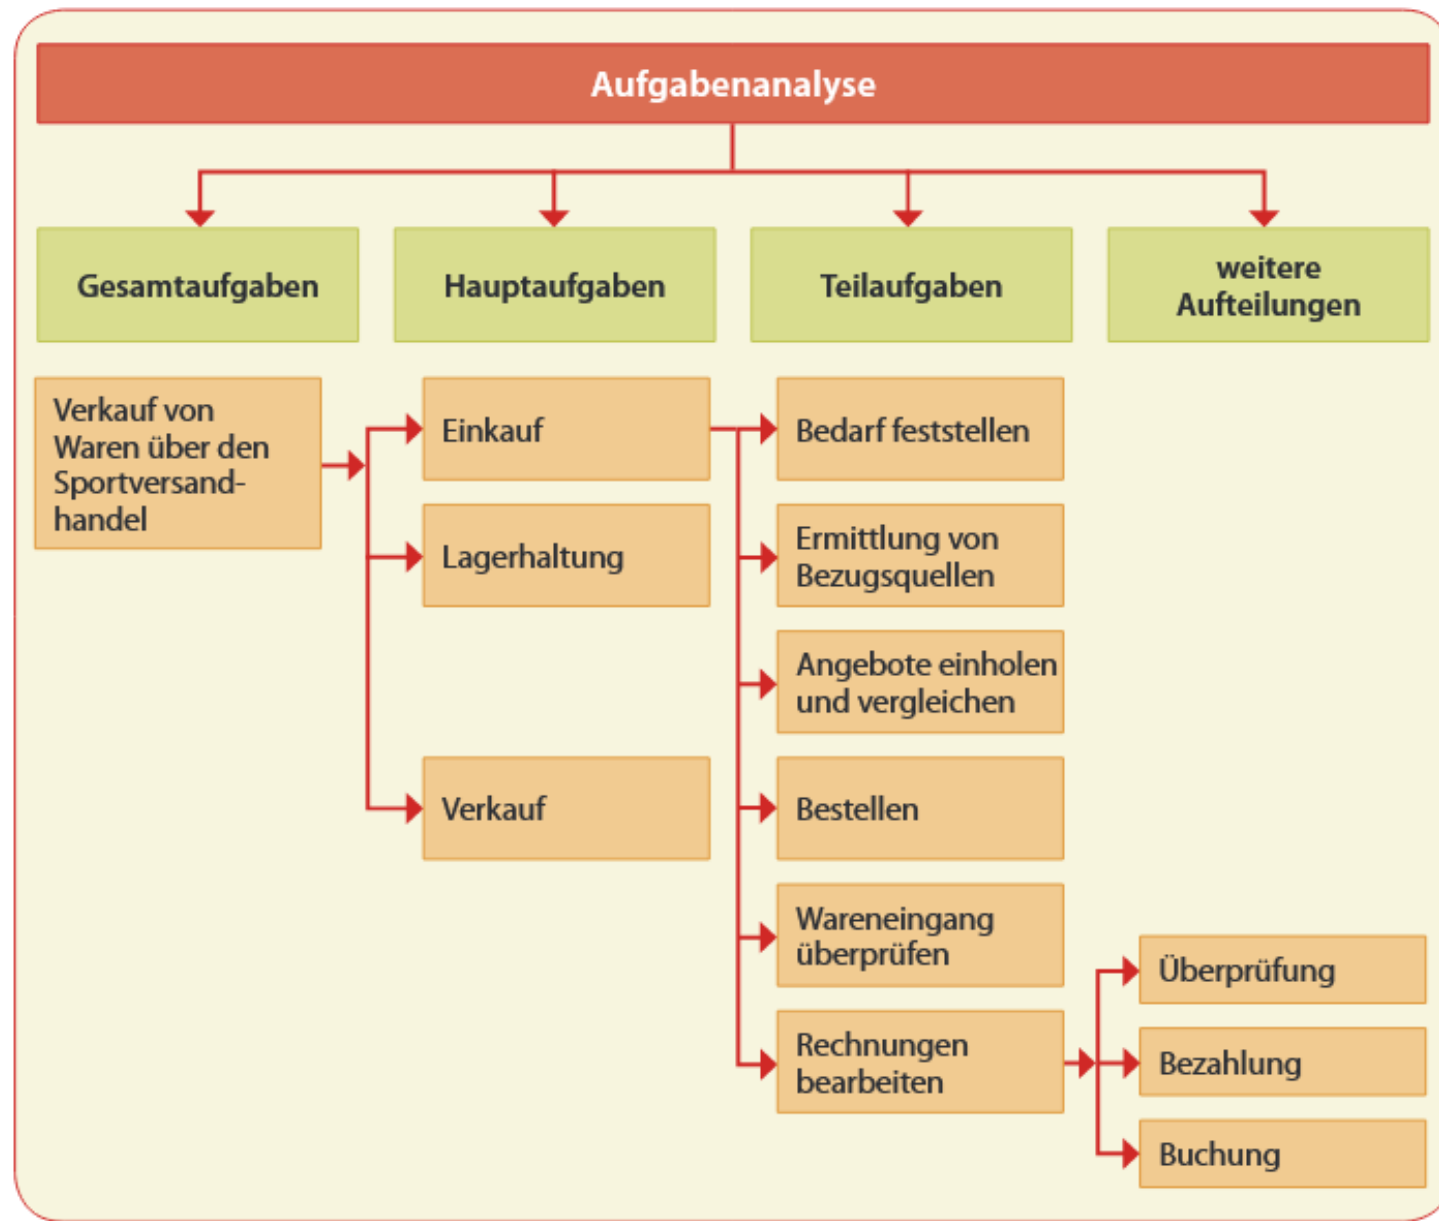 Aufgabenanalyse
Gesamtaufgaben
Hauptaufgaben
Teilaufgaben
weitere
Aufteilungen
Verkauf von
Waren über den
Sportversand-
handel
Einkauf
Lagerhaltung
Verkauf
Bedarf feststellen
Ermittlung von
Bezugsquellen
Angebote einholen
und vergleichen
Bestellen
Wareneingang
überprüfen
Rechnungen
bearbeiten
Überprüfung
Bezahlung
Buchung